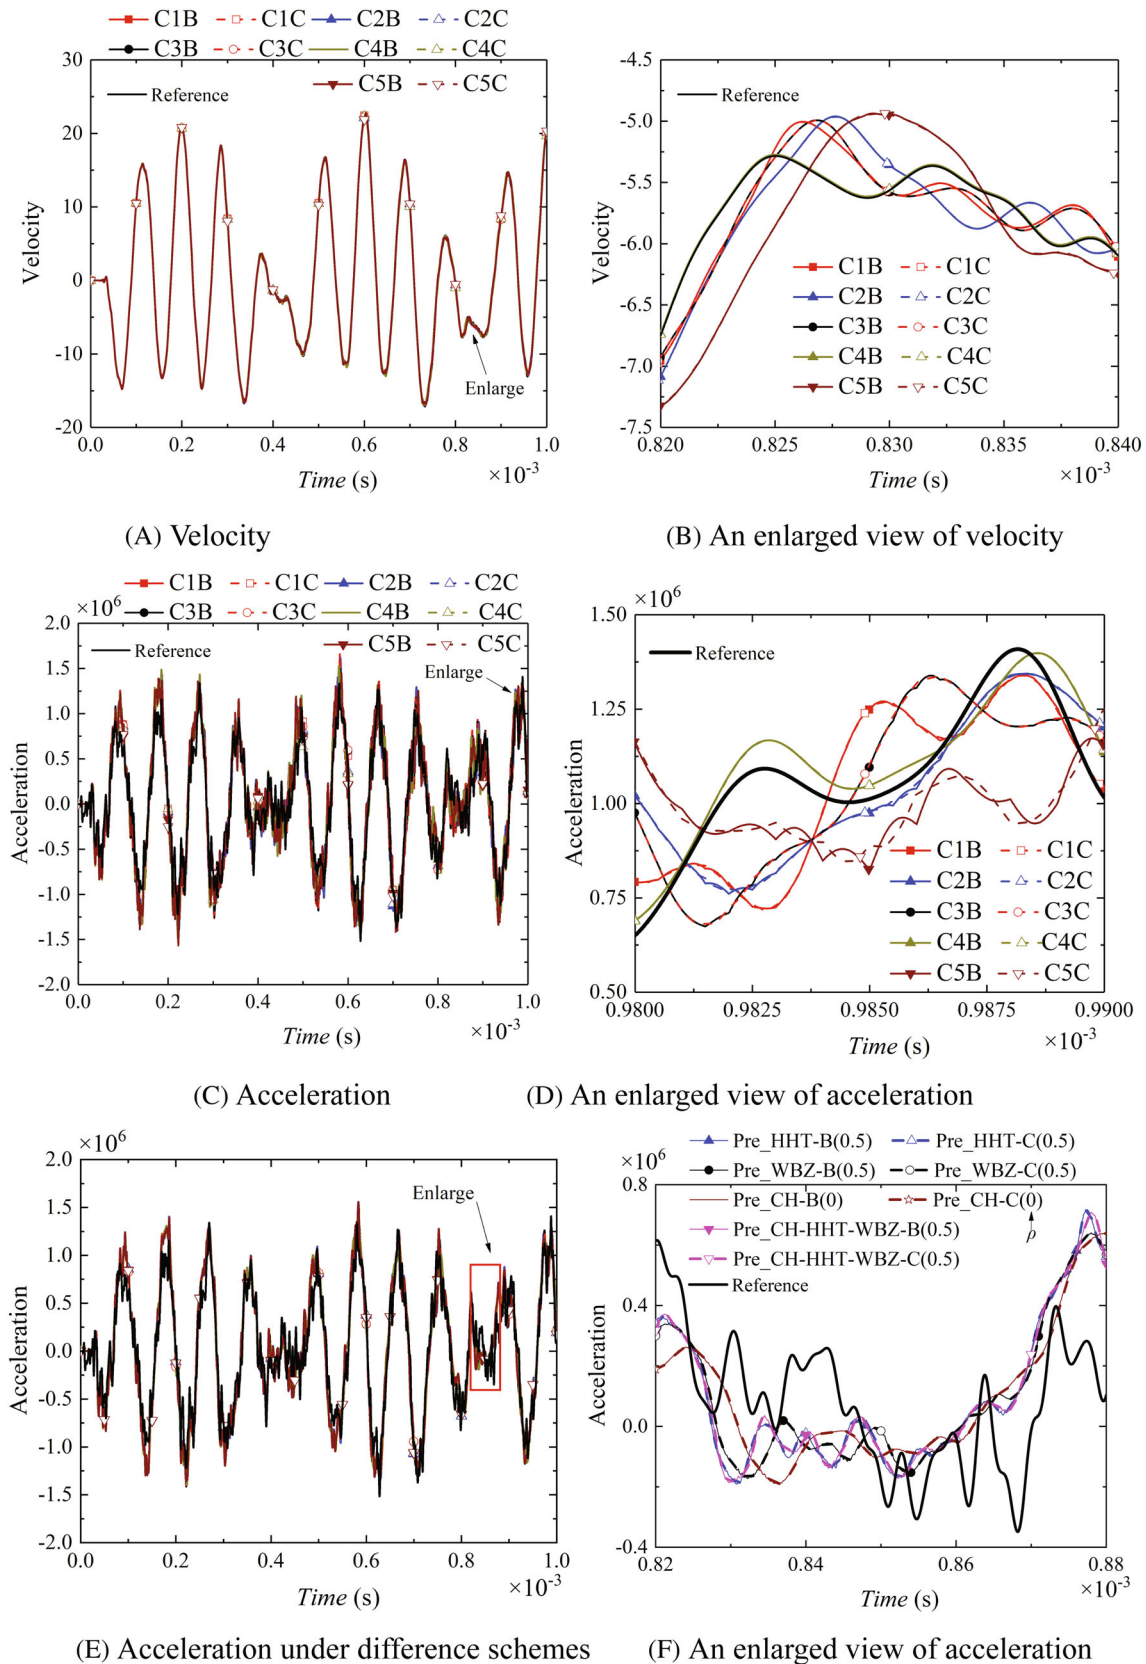 C1B C1C C2B C2C
C3B C3C C4B C4C
C5B C5C
Reference
Enlarge
Velocity
30
20
10
0
-10
-20
0.0 0.2 0.4 0.6 0.8 1.0
×10⁻³
Time (s)
(A) Velocity
Reference
Velocity
-4.5
-5.0
-5.5
-6.0
-6.5
-7.0
-7.5
C1B C1C
C2B C2C
C3B C3C
C4B C4C
C5B C5C
0.820 0.825 0.830 0.835 0.840
×10⁻³
Time (s)
(B) An enlarged view of velocity
C1B C1C C2B C2C
×10⁶ C3B C3C C4B C4C
C5B C5C
Reference
Enlarge
Acceleration
2.0
1.5
1.0
0.5
0.0
-0.5
-1.0
-1.5
-2.0
0.0 0.2 0.4 0.6 0.8 1.0
×10⁻³
Time (s)
(C) Acceleration
×10⁶
Reference
Acceleration
1.50
1.25
1.00
0.75
0.50
C1B C1C
C2B C2C
C3B C3C
C4B C4C
C5B C5C
0.9800 0.9825 0.9850 0.9875 0.9900
×10⁻³
Time (s)
(D) An enlarged view of acceleration
×10⁶
Enlarge
Acceleration
2.0
1.5
1.0
0.5
0.0
-0.5
-1.0
-1.5
-2.0
0.0 0.2 0.4 0.6 0.8 1.0
×10⁻³
Time (s)
(E) Acceleration under difference schemes
Pre_HHT-B(0.5) Pre_HHT-C(0.5)
×10⁶ Pre_WBZ-B(0.5) Pre_WBZ-C(0.5)
Pre_CH-B(0) Pre_CH-C(0)
Pre_CH-HHT-WBZ-B(0.5)
ρ
Pre_CH-HHT-WBZ-C(0.5)
Reference
Acceleration
0.8
0.4
0.0
-0.4
0.82 0.84 0.86 0.88
×10⁻³
Time (s)
(F) An enlarged view of acceleration